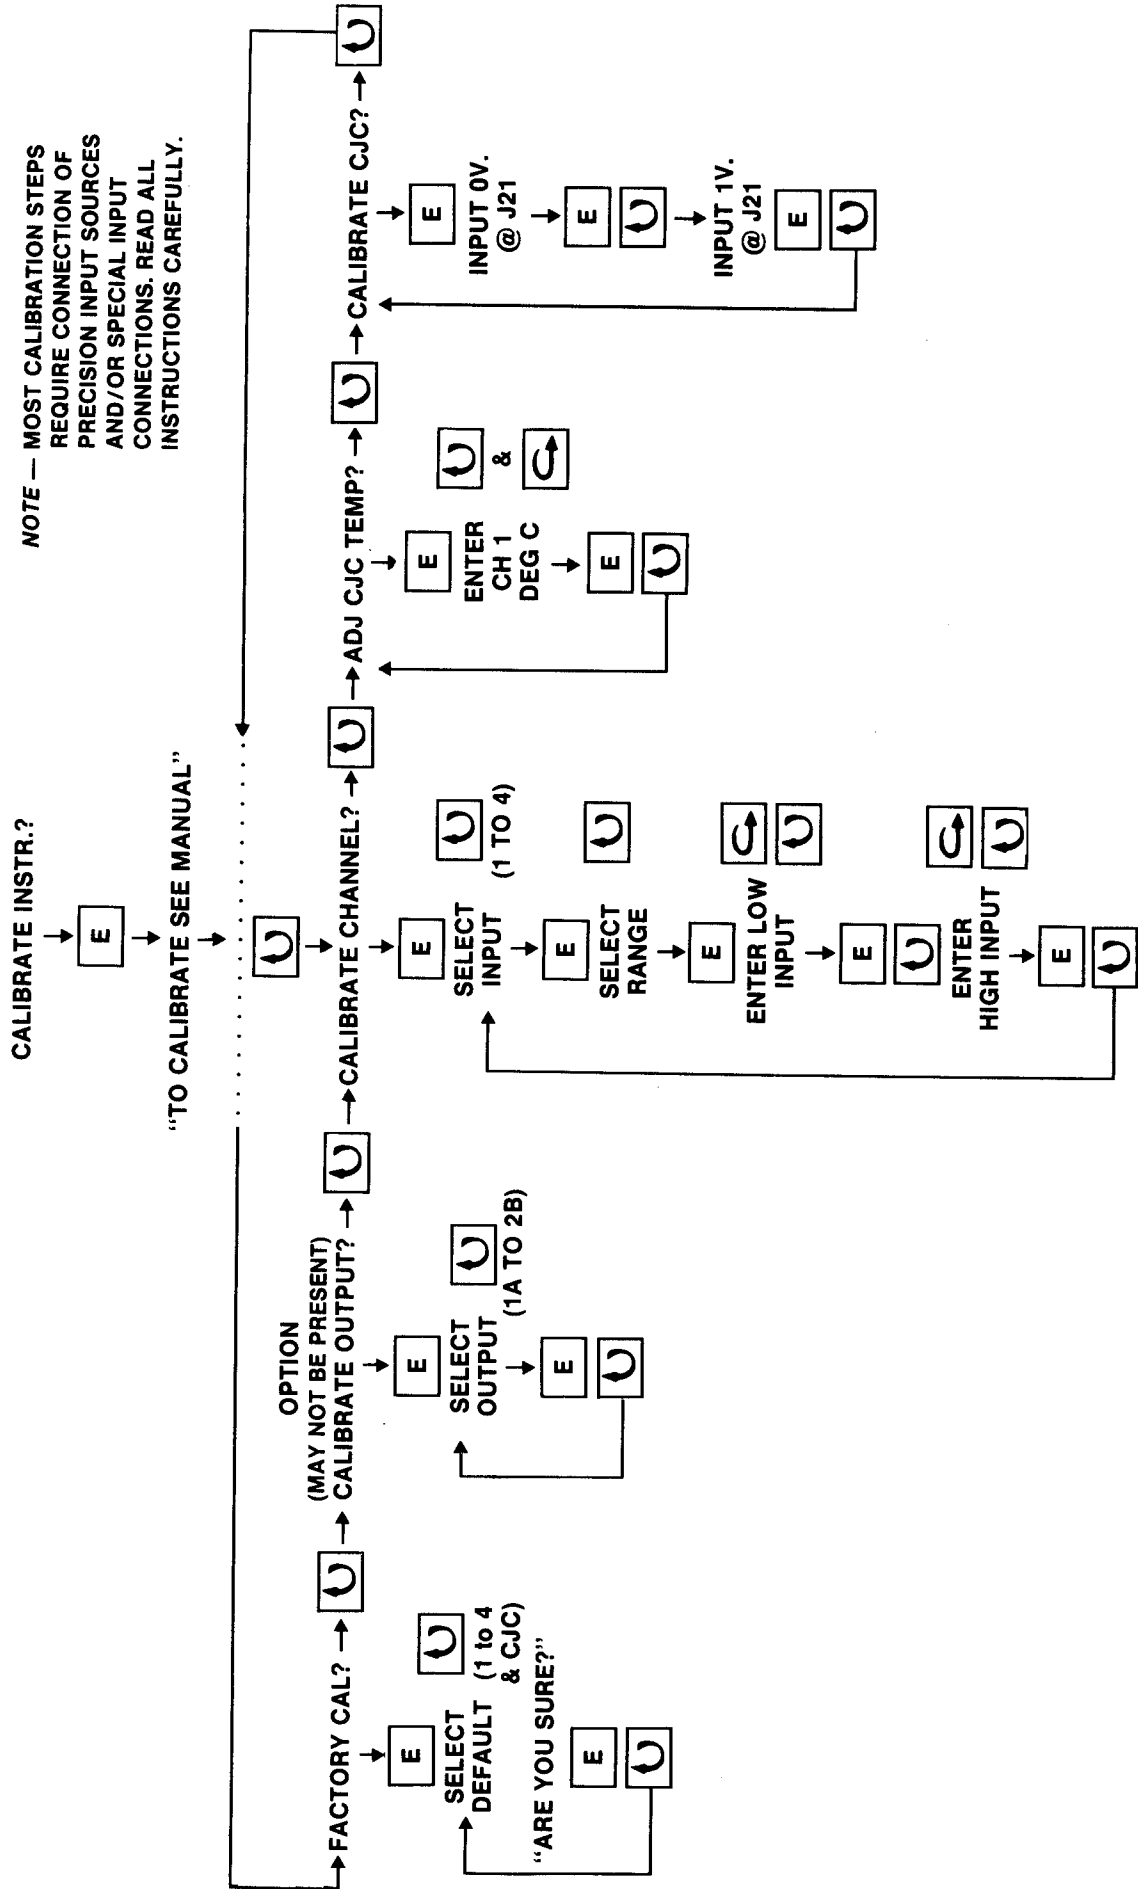 CALIBRATE INSTR.?
E
"TO CALIBRATE SEE MANUAL"
NOTE — MOST CALIBRATION STEPS
REQUIRE CONNECTION OF
PRECISION INPUT SOURCES
AND/OR SPECIAL INPUT
CONNECTIONS. READ ALL
INSTRUCTIONS CAREFULLY.
FACTORY CAL?
E
SELECT
DEFAULT
(1 to 4
& CJC)
"ARE YOU SURE?"
E
OPTION
(MAY NOT BE PRESENT)
CALIBRATE OUTPUT?
E
SELECT
OUTPUT
(1A TO 2B)
E
CALIBRATE CHANNEL?
E
SELECT
INPUT
(1 TO 4)
E
SELECT
RANGE
E
ENTER LOW
INPUT
E
ENTER
HIGH INPUT
E
ADJ CJC TEMP?
E
ENTER
CH 1
DEG C
&
E
CALIBRATE CJC?
E
INPUT 0V.
@ J21
E
INPUT 1V.
@ J21
E